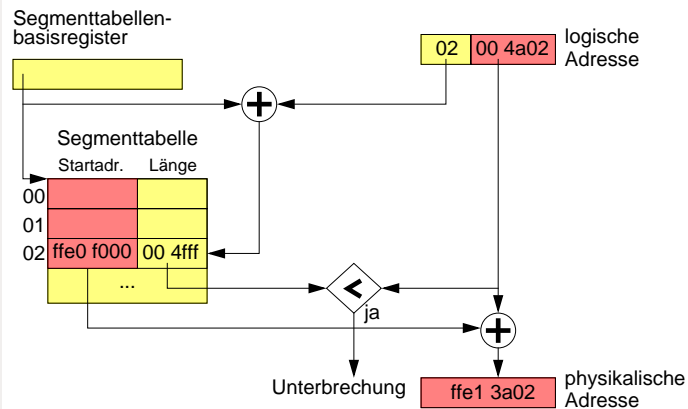 Segmenttabellen-
basisregister
02 00 4a02
logische
Adresse
+
Segmenttabelle
Startadr. Länge
00
01
02 ffe0 f000 00 4fff
...
<
ja
+
Unterbrechung
ffe1 3a02
physikalische
Adresse